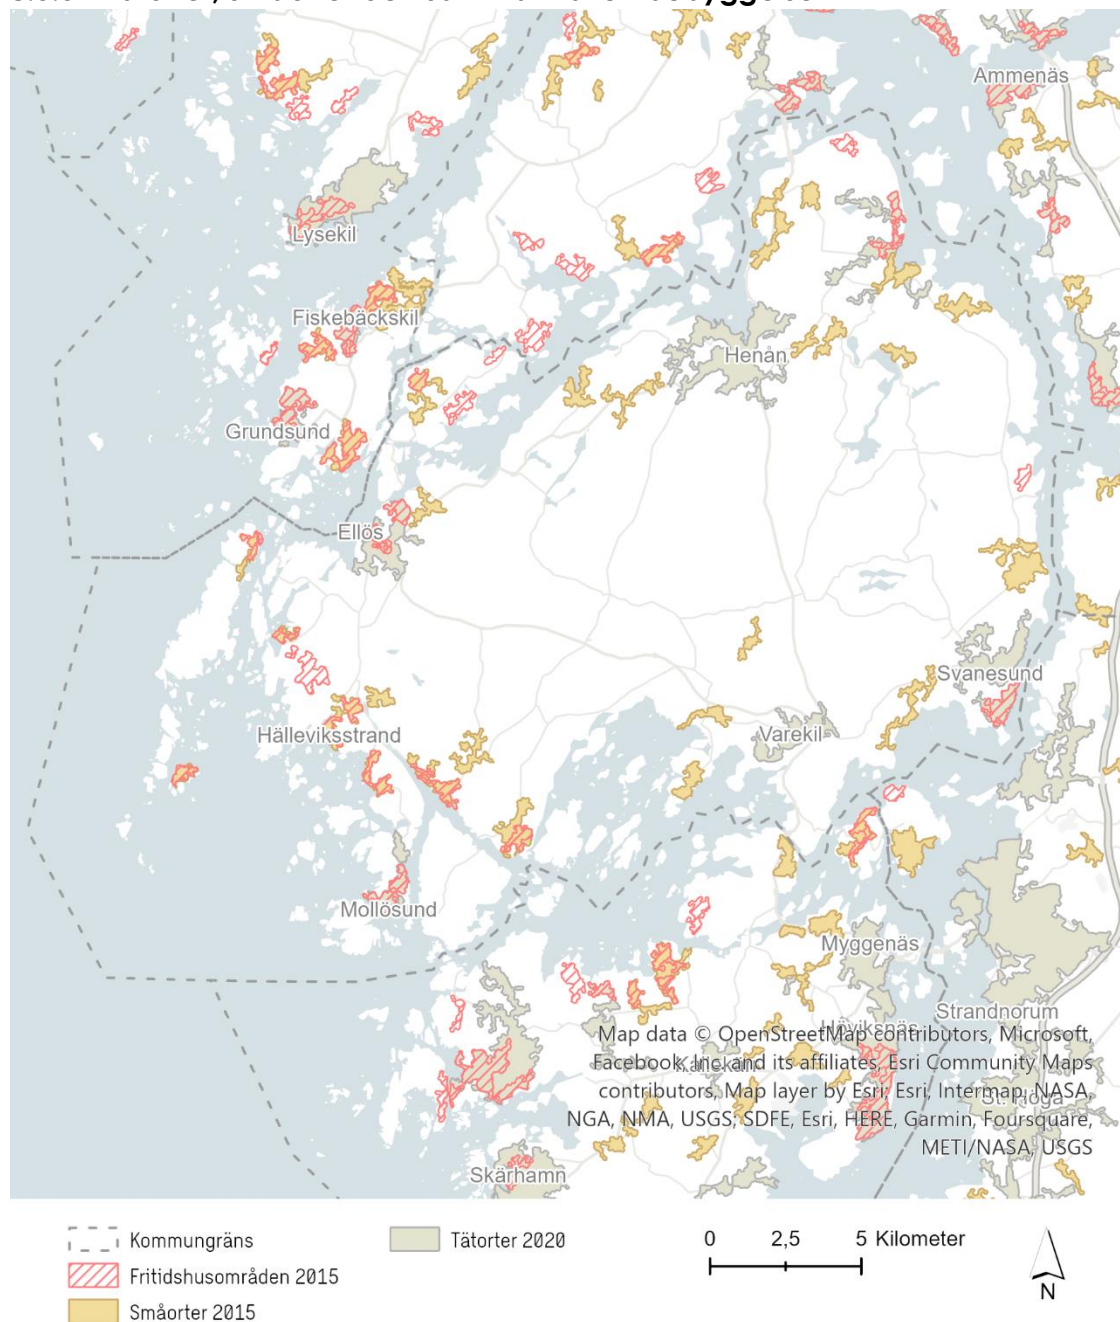 Ammenäs
Lysekil
Fiskebäckskil
Henån
Grundsund
Ellös
Svanesund
Hälleviksstrand
Varekil
Mollösund
Myggenäs
Strandnorum
Höviksnäs
Map data © OpenStreetMap contributors, Microsoft,
Facebook, Inc. and its affiliates, Esri Community Maps
contributors, Map layer by Esri; Esri, Intermap, NASA,
NGA, NMA, USGS; SDFE, Esri, HERE, Garmin, Foursquare,
METI/NASA, USGS
Skärhamn
Kommungräns
Fritidshusområden 2015
Småorter 2015
Tätorter 2020
0 2,5 5 Kilometer
N